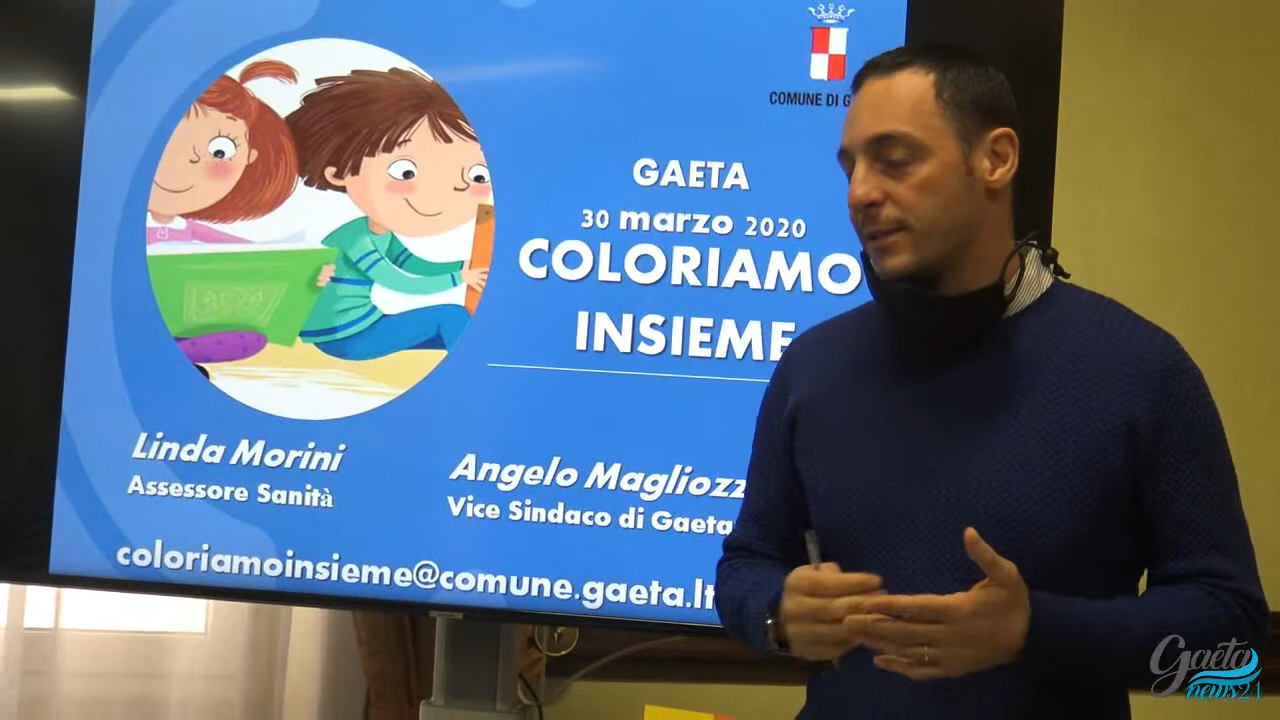 COMUNE DI G
GAETA
30 marzo 2020
COLORIAMO
INSIEME
Linda Morini
Assessore Sanità
Angelo Magliozz
Vice Sindaco di Gaeta
coloriamoinsieme@comune.gaeta.It
Gaeta
news24